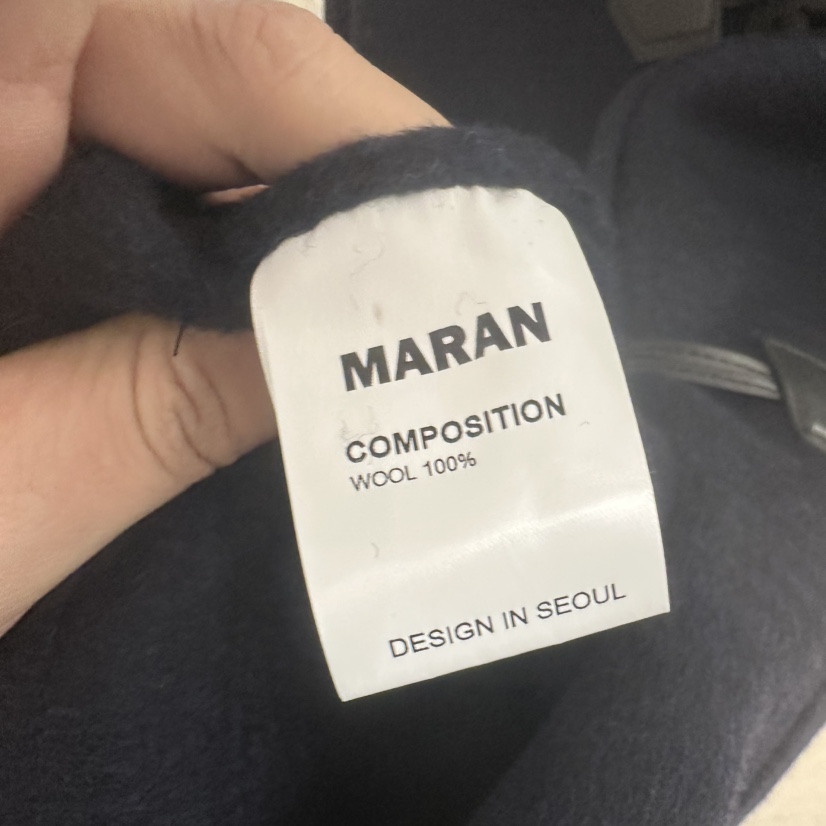 MARAN
COMPOSITION
WOOL 100%
DESIGN IN SEOUL